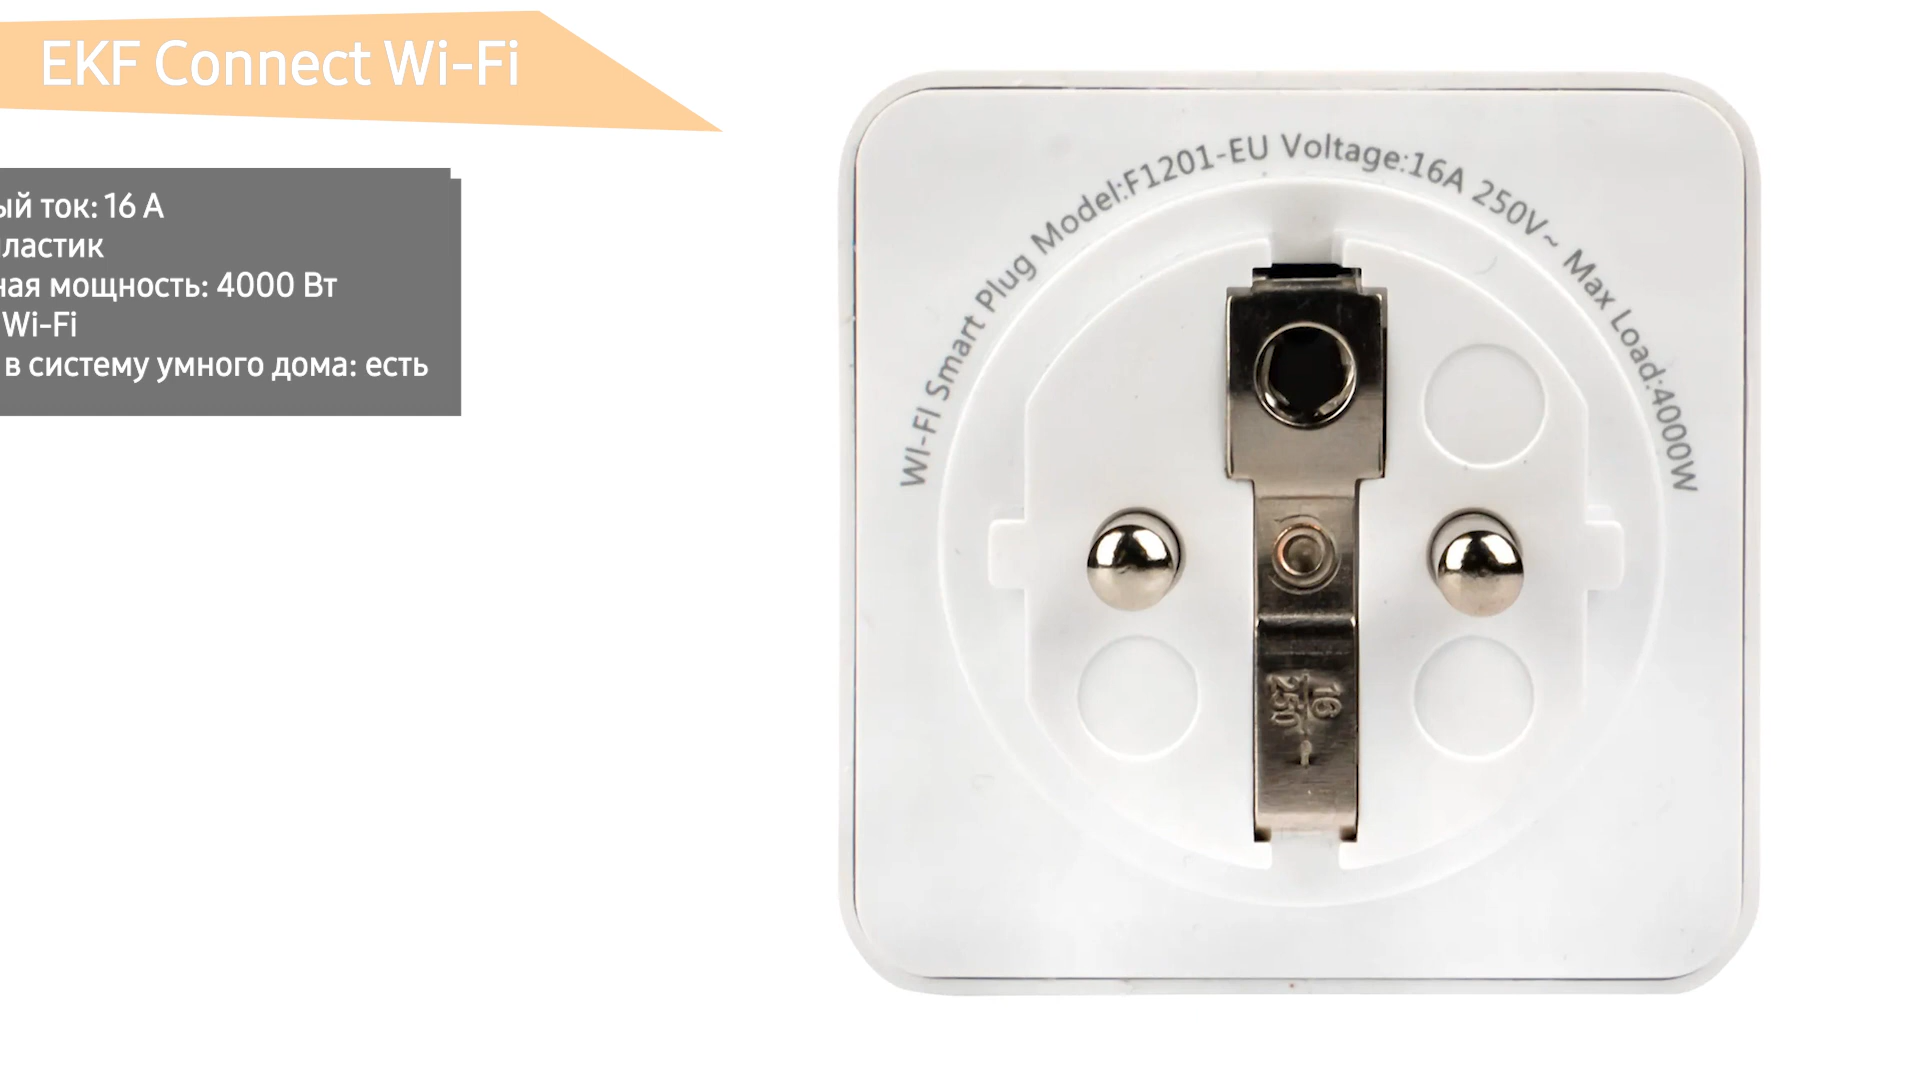 EKF Connect Wi-Fi
ый ток: 16 А
ластик
ная мощность: 4000 Вт
Wi-Fi
в систему умного дома: есть
WI-FI Smart Plug Model:F1201-EU Voltage:16A 250V~ Max Load:4000W
16
250~